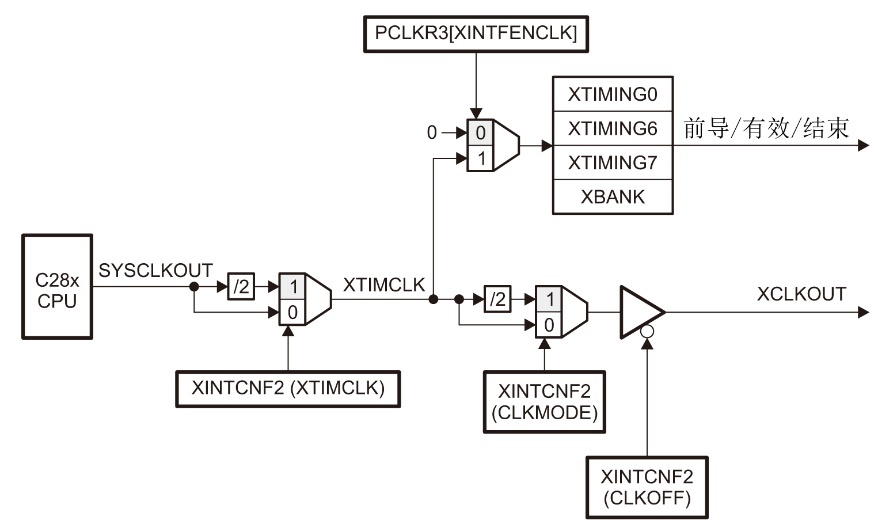 PCLKR3[XINTFENCLK]
XTIMING0
0
0
XTIMING6
前导/有效/结束
1
XTIMING7
XBANK
C28x
CPU
SYSCLKOUT
/2
1
0
XTIMCLK
/2
1
0
XCLKOUT
XINTCNF2 (XTIMCLK)
XINTCNF2
(CLKMODE)
XINTCNF2
(CLKOFF)